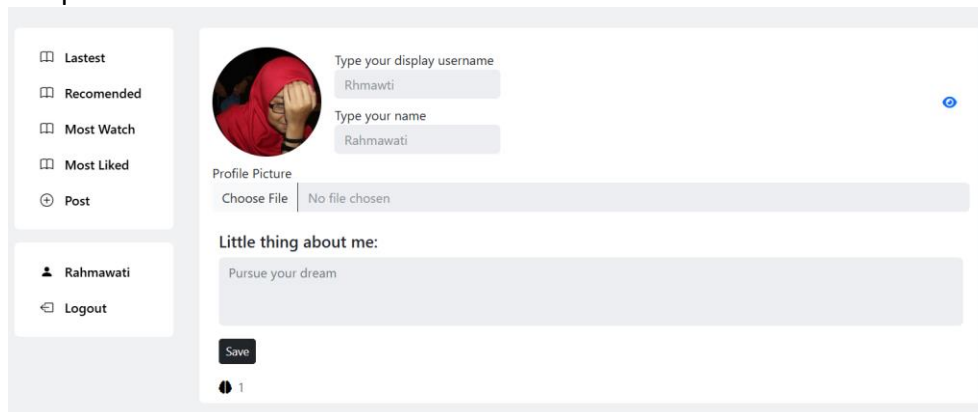 Lastest
Recomended
Most Watch
Most Liked
Post
Rahmawati
Logout
Type your display username
Rhmawti
Type your name
Rahmawati
Profile Picture
Choose File No file chosen
Little thing about me:
Pursue your dream
Save
1